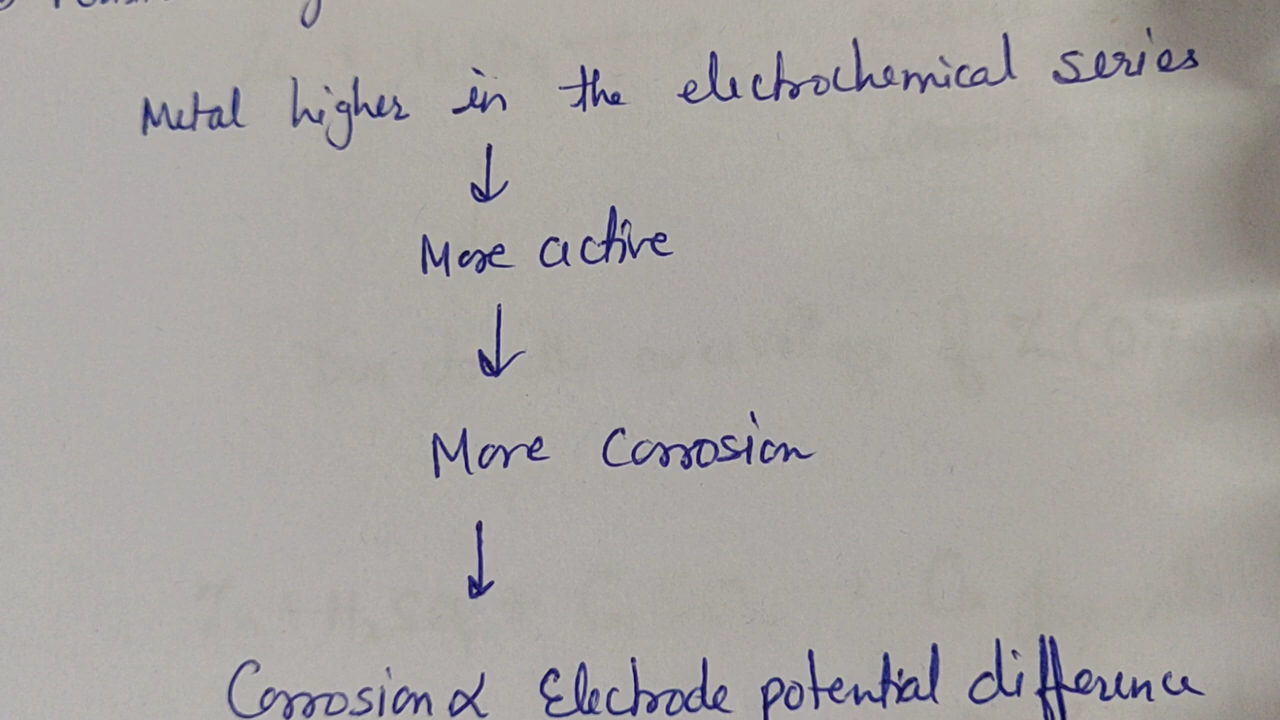 Metal higher in the electrochemical series
↓
More active
↓
More Corrosion
↓
Corrosion ∝ Electrode potential difference